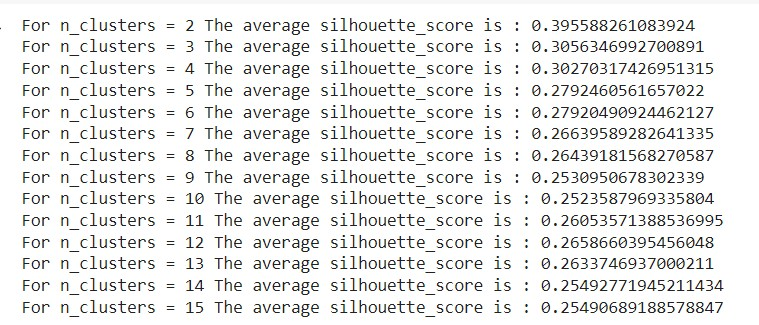 For n_clusters = 2 The average silhouette_score is : 0.395588261083924
For n_clusters = 3 The average silhouette_score is : 0.3056346992700891
For n_clusters = 4 The average silhouette_score is : 0.30270317426951315
For n_clusters = 5 The average silhouette_score is : 0.2792460561657022
For n_clusters = 6 The average silhouette_score is : 0.27920490924462127
For n_clusters = 7 The average silhouette_score is : 0.26639589282641335
For n_clusters = 8 The average silhouette_score is : 0.26439181568270587
For n_clusters = 9 The average silhouette_score is : 0.2530950678302339
For n_clusters = 10 The average silhouette_score is : 0.2523587969335804
For n_clusters = 11 The average silhouette_score is : 0.26053571388536995
For n_clusters = 12 The average silhouette_score is : 0.2658660395456048
For n_clusters = 13 The average silhouette_score is : 0.2633746937000211
For n_clusters = 14 The average silhouette_score is : 0.25492771945211434
For n_clusters = 15 The average silhouette_score is : 0.25490689188578847